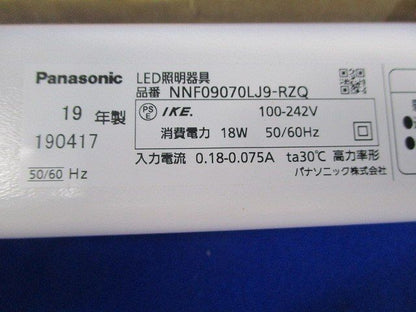 Panasonic
LED照明器具
品番 NNF09070LJ9-RZQ
19 年製
190417
50/60 Hz
PS E IKE. 100-242V
消費電力 18W 50/60Hz
入力電流 0.18-0.075A ta30℃ 高力率形
パナソニック株式会社